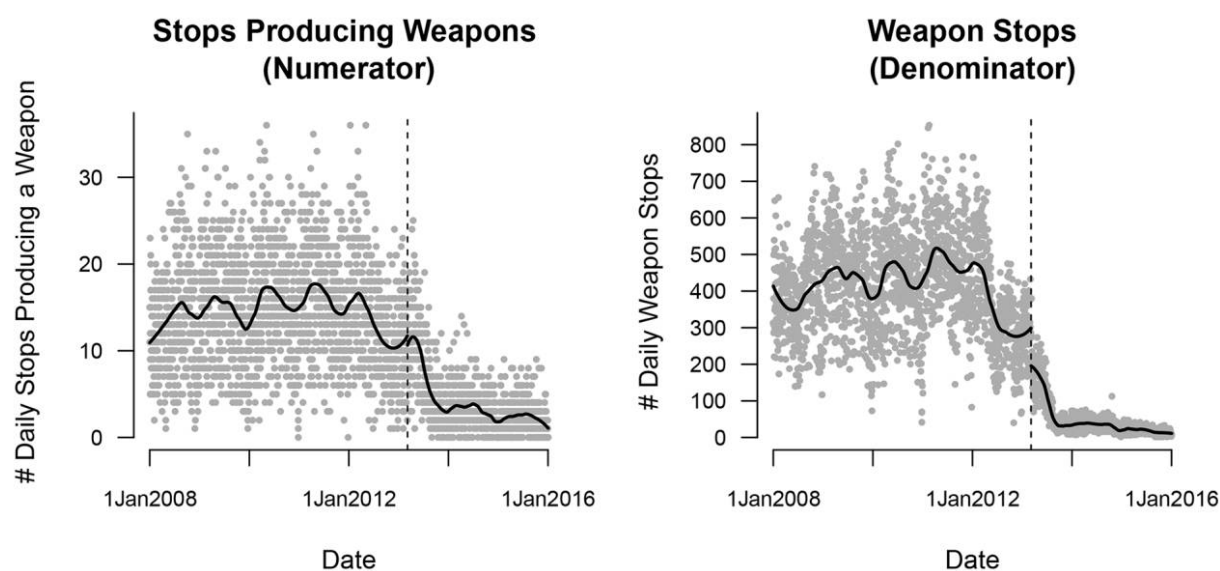 Stops Producing Weapons
(Numerator)
# Daily Stops Producing a Weapon
30
20
10
0
1Jan2008
1Jan2012
1Jan2016
Date
Weapon Stops
(Denominator)
# Daily Weapon Stops
800
700
600
500
400
300
200
100
0
1Jan2008
1Jan2012
1Jan2016
Date